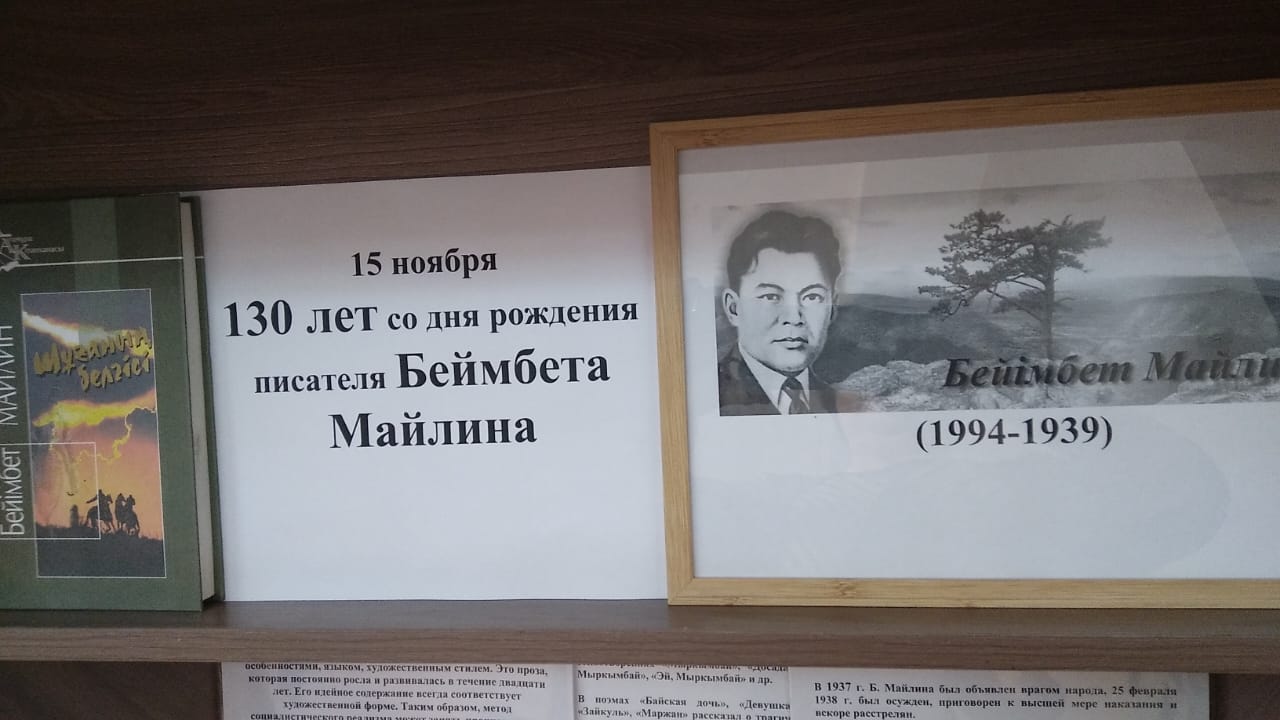 Шұғаның
белгісі
Бейімбет МАЙЛИН
15 ноября
130 лет со дня рождения
писателя Беймбета
Майлина
Бейімбет
(1994-1939)
особенностями, языком, художественным стилем. Это проза,
которая постоянно росла и развивалась в течение двадцати
лет. Его идейное содержание всегда соответствует
художественной форме. Таким образом, метод
социалистического реализма может
Мыркымбай», «Эй, Мыркымбай» и др.
В поэмах «Байская дочь», «Девушка
«Зайкуль», «Маржан» рассказал о
В 1937 г. Б. Майлина был объявлен врагом народа, 25 февраля
1938 г. был осужден, приговорен к высшей мере наказания и
вскоре расстрелян.